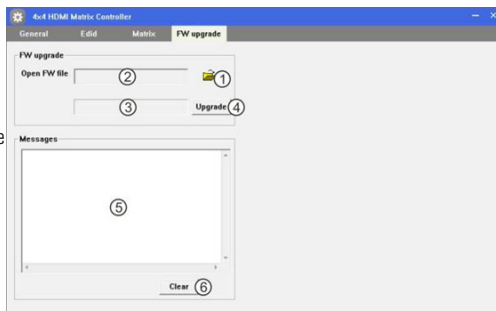 4x4 HDMI Matrix Controller
General Edid Matrix FW upgrade
FW upgrade
Open FW file 2 1
3 Upgrade 4
e
Messages
5
Clear 6